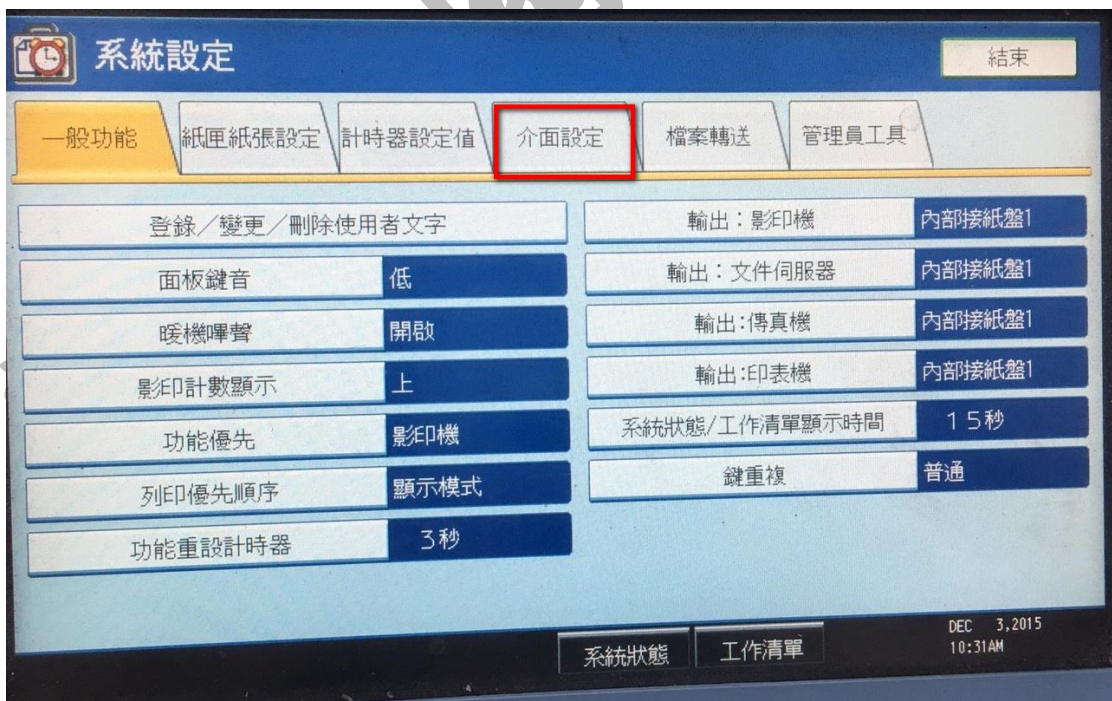 系統設定
結束
一般功能 紙匣紙張設定 計時器設定值 介面設定 檔案轉送 管理員工具
登錄／變更／刪除使用者文字
面板鍵音 低
暖機嗶聲 開啟
影印計數顯示 上
功能優先 影印機
列印優先順序 顯示模式
功能重設計時器 3秒
輸出：影印機 內部接紙盤1
輸出：文件伺服器 內部接紙盤1
輸出:傳真機 內部接紙盤1
輸出:印表機 內部接紙盤1
系統狀態/工作清單顯示時間 15秒
鍵重複 普通
系統狀態 工作清單
DEC 3,2015
10:31AM